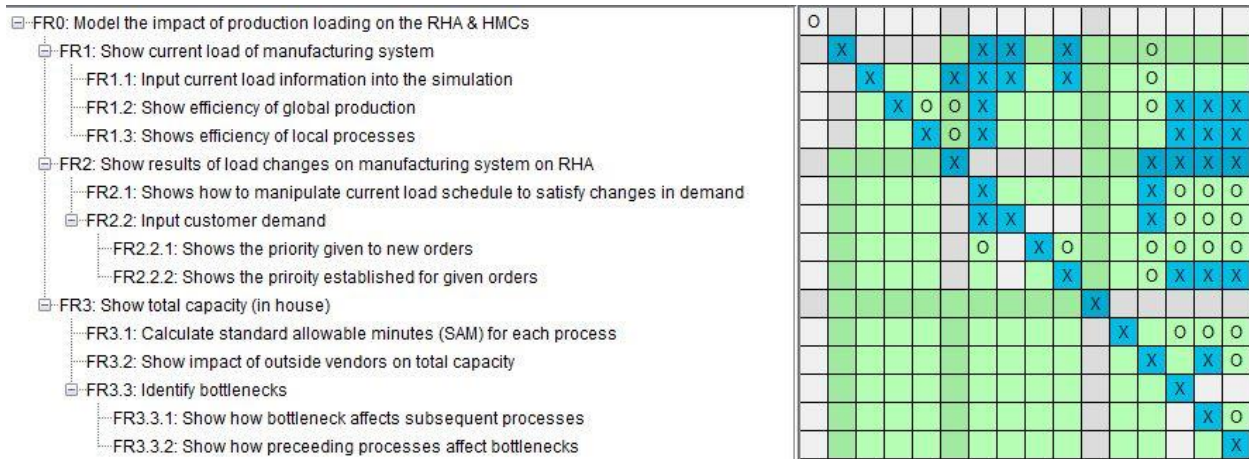 FR0: Model the impact of production loading on the RHA & HMCs O
FR1: Show current load of manufacturing system X X X X O
FR1.1: Input current load information into the simulation X X X X X O
FR1.2: Show efficiency of global production X O O X O X X X
FR1.3: Shows efficiency of local processes X O X X X X
FR2: Show results of load changes on manufacturing system on RHA X X X X X
FR2.1: Shows how to manipulate current load schedule to satisfy changes in demand X X O O O
FR2.2: Input customer demand X X X O O O
FR2.2.1: Shows the priority given to new orders O X O O O O O
FR2.2.2: Shows the priroity established for given orders X O X X X
FR3: Show total capacity (in house) X
FR3.1: Calculate standard allowable minutes (SAM) for each process X O O O
FR3.2: Show impact of outside vendors on total capacity X X O
FR3.3: Identify bottlenecks X
FR3.3.1: Show how bottleneck affects subsequent processes X O
FR3.3.2: Show how preceeding processes affect bottlenecks X